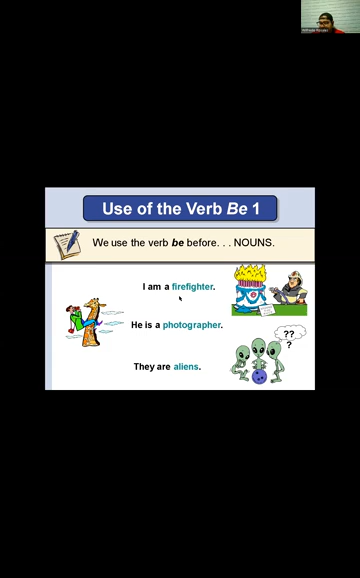 Use of the Verb Be 1
We use the verb be before. . . NOUNS.
I am a firefighter.
He is a photographer.
??
?
They are aliens.